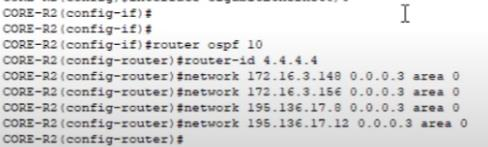 CORE-R2(config-if)#
CORE-R2(config-if)#
CORE-R2(config-if)#router ospf 10
CORE-R2(config-router)#router-id 4.4.4.4
CORE-R2(config-router)#network 172.16.3.148 0.0.0.3 area 0
CORE-R2(config-router)#network 172.16.3.156 0.0.0.3 area 0
CORE-R2(config-router)#network 195.136.17.8 0.0.0.3 area 0
CORE-R2(config-router)#network 195.136.17.12 0.0.0.3 area 0
CORE-R2(config-router)#